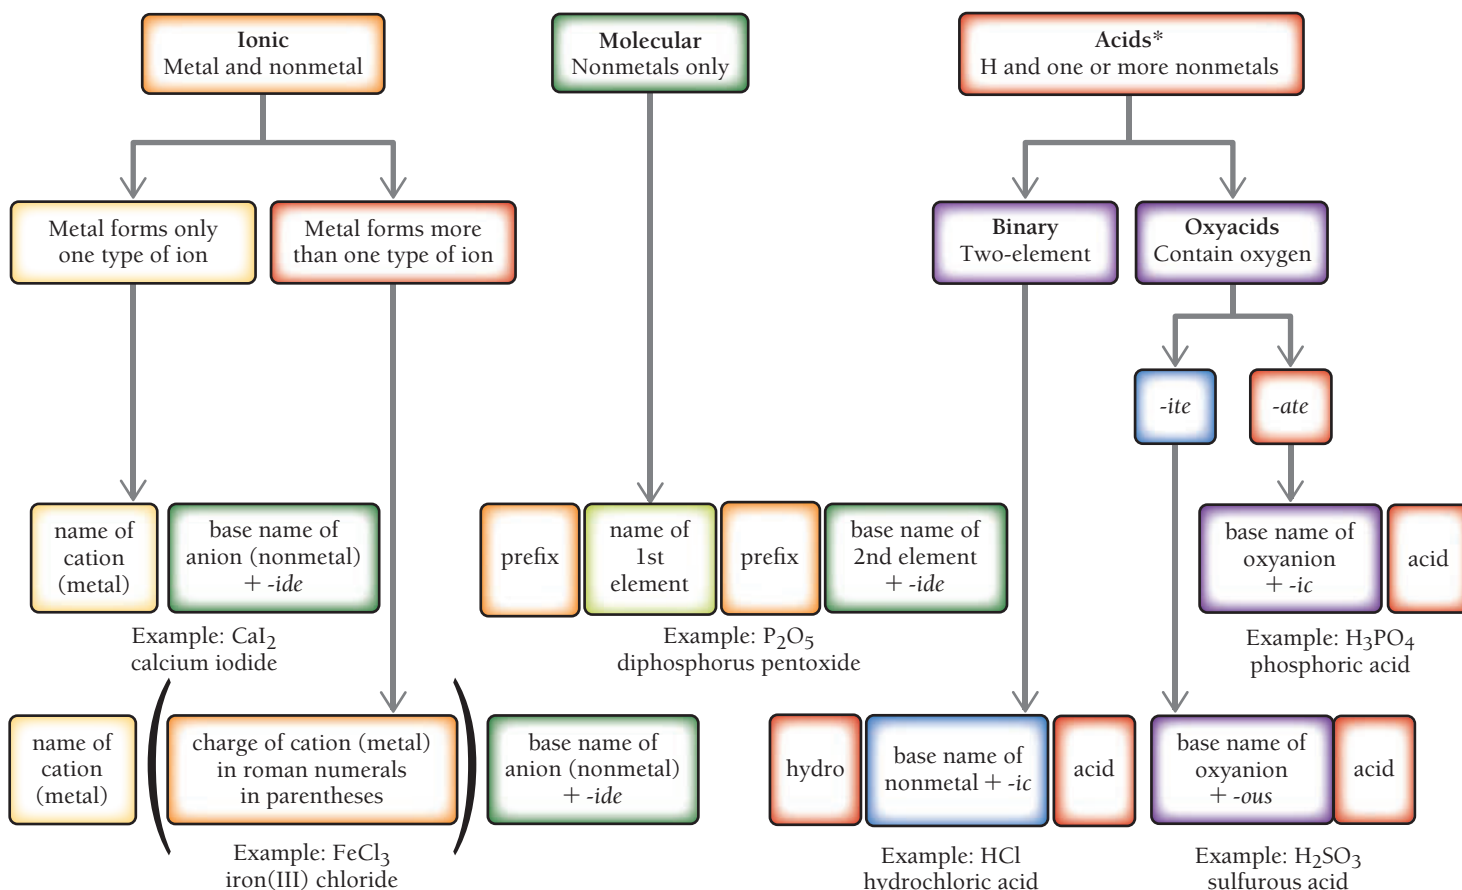 Ionic
Metal and nonmetal
Molecular
Nonmetals only
Acids*
H and one or more nonmetals
Metal forms only
one type of ion
Metal forms more
than one type of ion
Binary
Two-element
Oxyacids
Contain oxygen
-ite
-ate
name of
cation
(metal)
base name of
anion (nonmetal)
+ -ide
Example: CaI₂
calcium iodide
prefix
name of
1st
element
prefix
base name of
2nd element
+ -ide
Example: P₂O₅
diphosphorus pentoxide
base name of
oxyanion
+ -ic
acid
Example: H₃PO₄
phosphoric acid
name of
cation
(metal)
(
charge of cation (metal)
in roman numerals
in parentheses
)
base name of
anion (nonmetal)
+ -ide
Example: FeCl₃
iron(III) chloride
hydro
base name of
nonmetal + -ic
acid
Example: HCl
hydrochloric acid
base name of
oxyanion
+ -ous
acid
Example: H₂SO₃
sulfurous acid